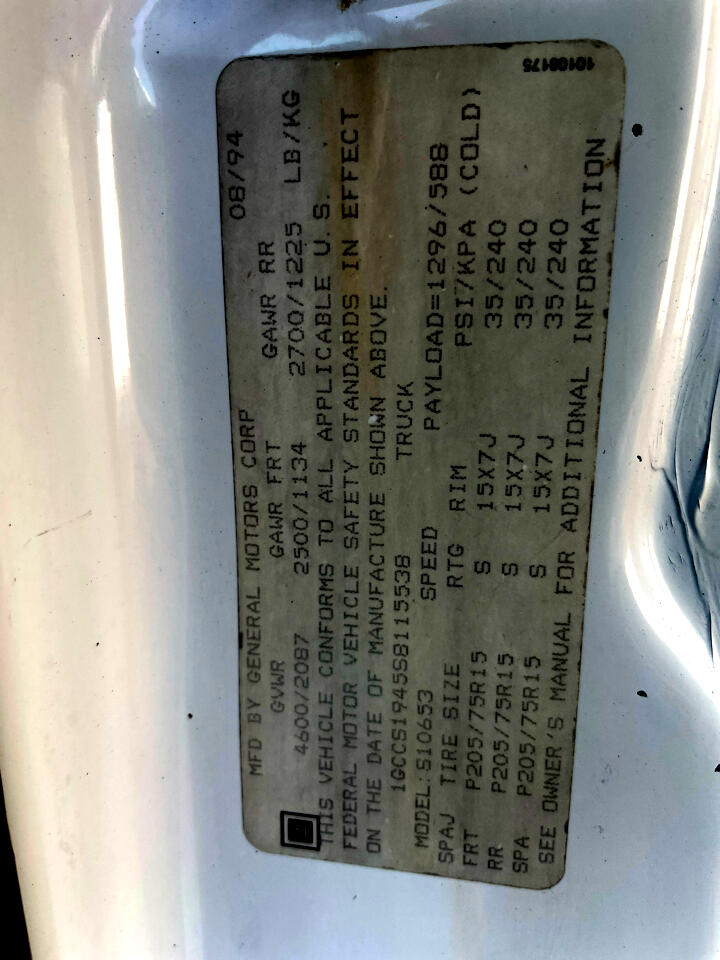 10108175
MFD BY GENERAL MOTORS CORP 08/94
GVWR GAWR FRT GAWR RR
4600/2087 2500/1134 2700/1225 LB/KG
THIS VEHICLE CONFORMS TO ALL APPLICABLE U.S.
FEDERAL MOTOR VEHICLE SAFETY STANDARDS IN EFFECT
ON THE DATE OF MANUFACTURE SHOWN ABOVE.
1GCCS1945S8115538 TRUCK
MODEL:S10653 SPEED PAYLOAD=1296/588
SPAJ TIRE SIZE RTG RIM PSI/KPA (COLD)
FRT P205/75R15 S 15X7J 35/240
RR P205/75R15 S 15X7J 35/240
SPA P205/75R15 S 15X7J 35/240
SEE OWNER'S MANUAL FOR ADDITIONAL INFORMATION